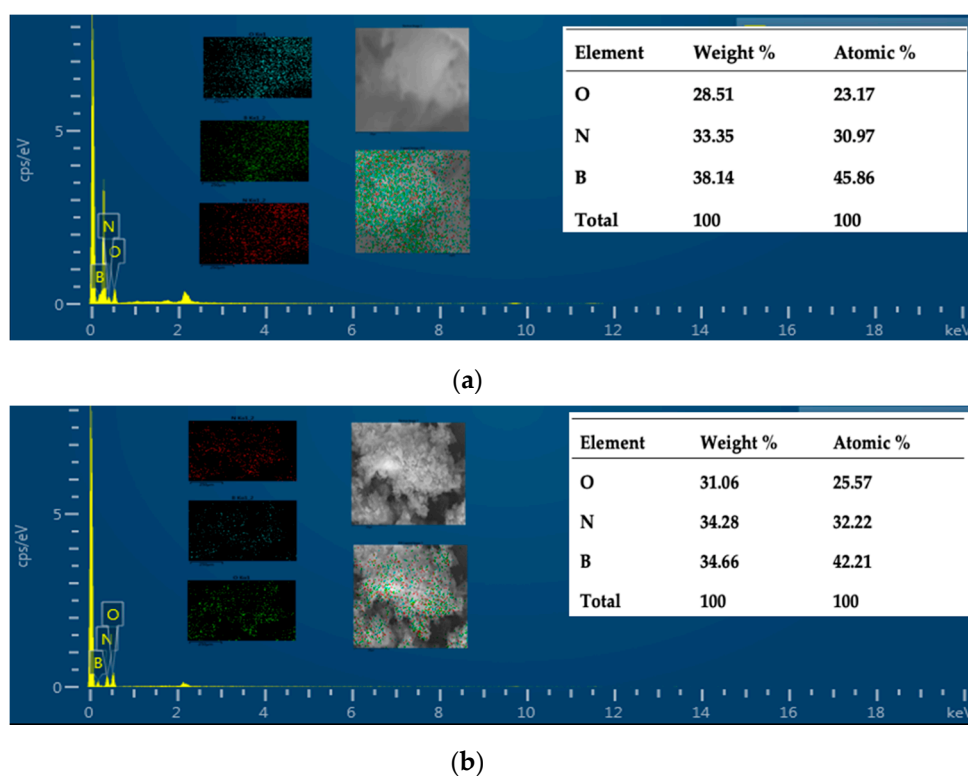 Element Weight % Atomic %
O 28.51 23.17
N 33.35 30.97
B 38.14 45.86
Total 100 100
cps/eV
5
0
N
O
B
0 2 4 6 8 10 12 14 16 18 keV
(a)
Element Weight % Atomic %
O 31.06 25.57
N 34.28 32.22
B 34.66 42.21
Total 100 100
cps/eV
5
0
O
N
B
0 2 4 6 8 10 12 14 16 18 keV
(b)